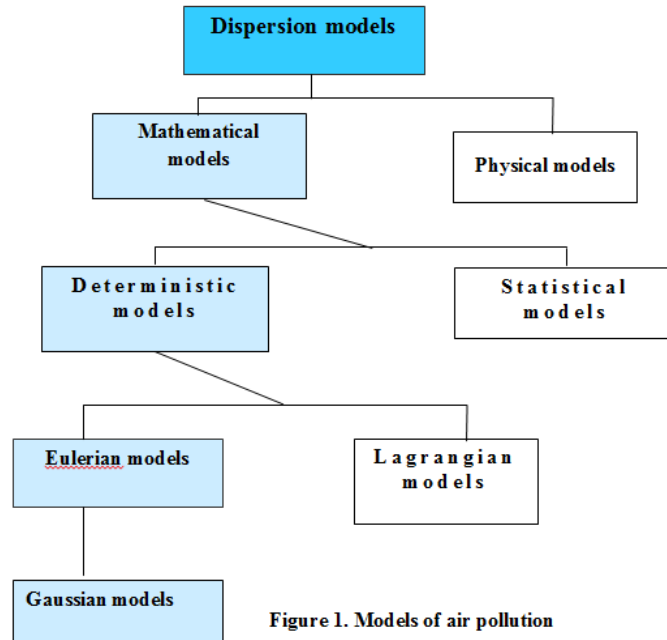 Dispersion models
Mathematical
models
Physical models
Deterministic
models
Statistical
models
Eulerian models
Lagrangian
models
Gaussian models
Figure 1. Models of air pollution